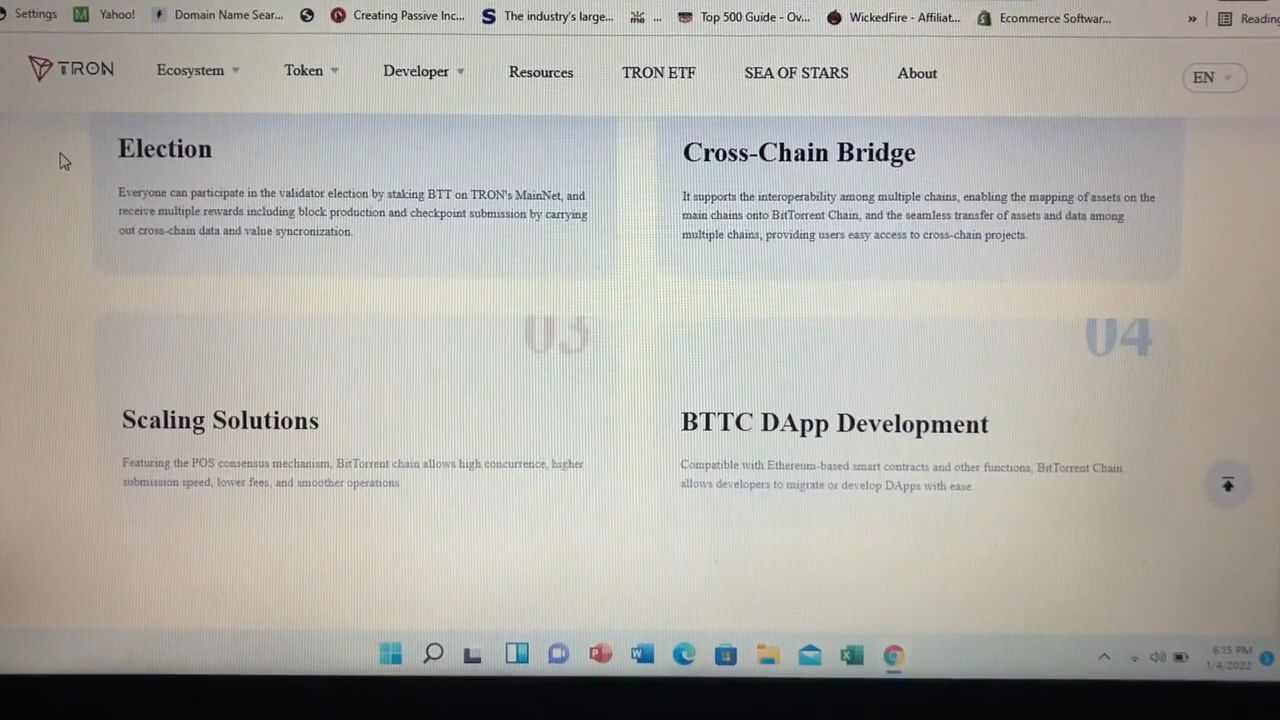 Settings Yahoo! Domain Name Sear... Creating Passive Inc... The industry's large... ... Top 500 Guide - Ov... WickedFire - Affiliat... Ecommerce Softwar... » Reading
TRON Ecosystem Token Developer Resources TRON ETF SEA OF STARS About EN
Election
Everyone can participate in the validator election by staking BTT on TRON's MainNet, and
receive multiple rewards including block production and checkpoint submission by carrying
out cross-chain data and value syncronization.
Cross-Chain Bridge
It supports the interoperability among multiple chains, enabling the mapping of assets on the
main chains onto BitTorrent Chain, and the seamless transfer of assets and data among
multiple chains, providing users easy access to cross-chain projects.
03
Scaling Solutions
Featuring the POS consensus mechanism, BitTorrent chain allows high concurrence, higher
submission speed, lower fees, and smoother operations
04
BTTC DApp Development
Compatible with Ethereum-based smart contracts and other functions, BitTorrent Chain
allows developers to migrate or develop DApps with ease.
6:15 PM
1/4/2022